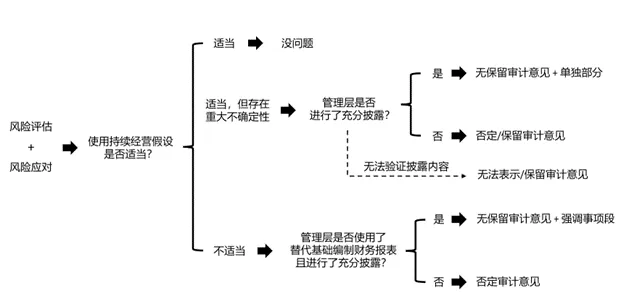 风险评估
+
风险应对
使用持续经营假设
是否适当？
适当
没问题
适当，但存在
重大不确定性
管理层是否
进行了充分披露？
是
无保留审计意见 + 单独部分
否
否定/保留审计意见
无法验证披露内容
无法表示/保留审计意见
不适当
管理层是否使用了
替代基础编制财务报表
且进行了充分披露？
是
无保留审计意见 + 强调事项段
否
否定审计意见